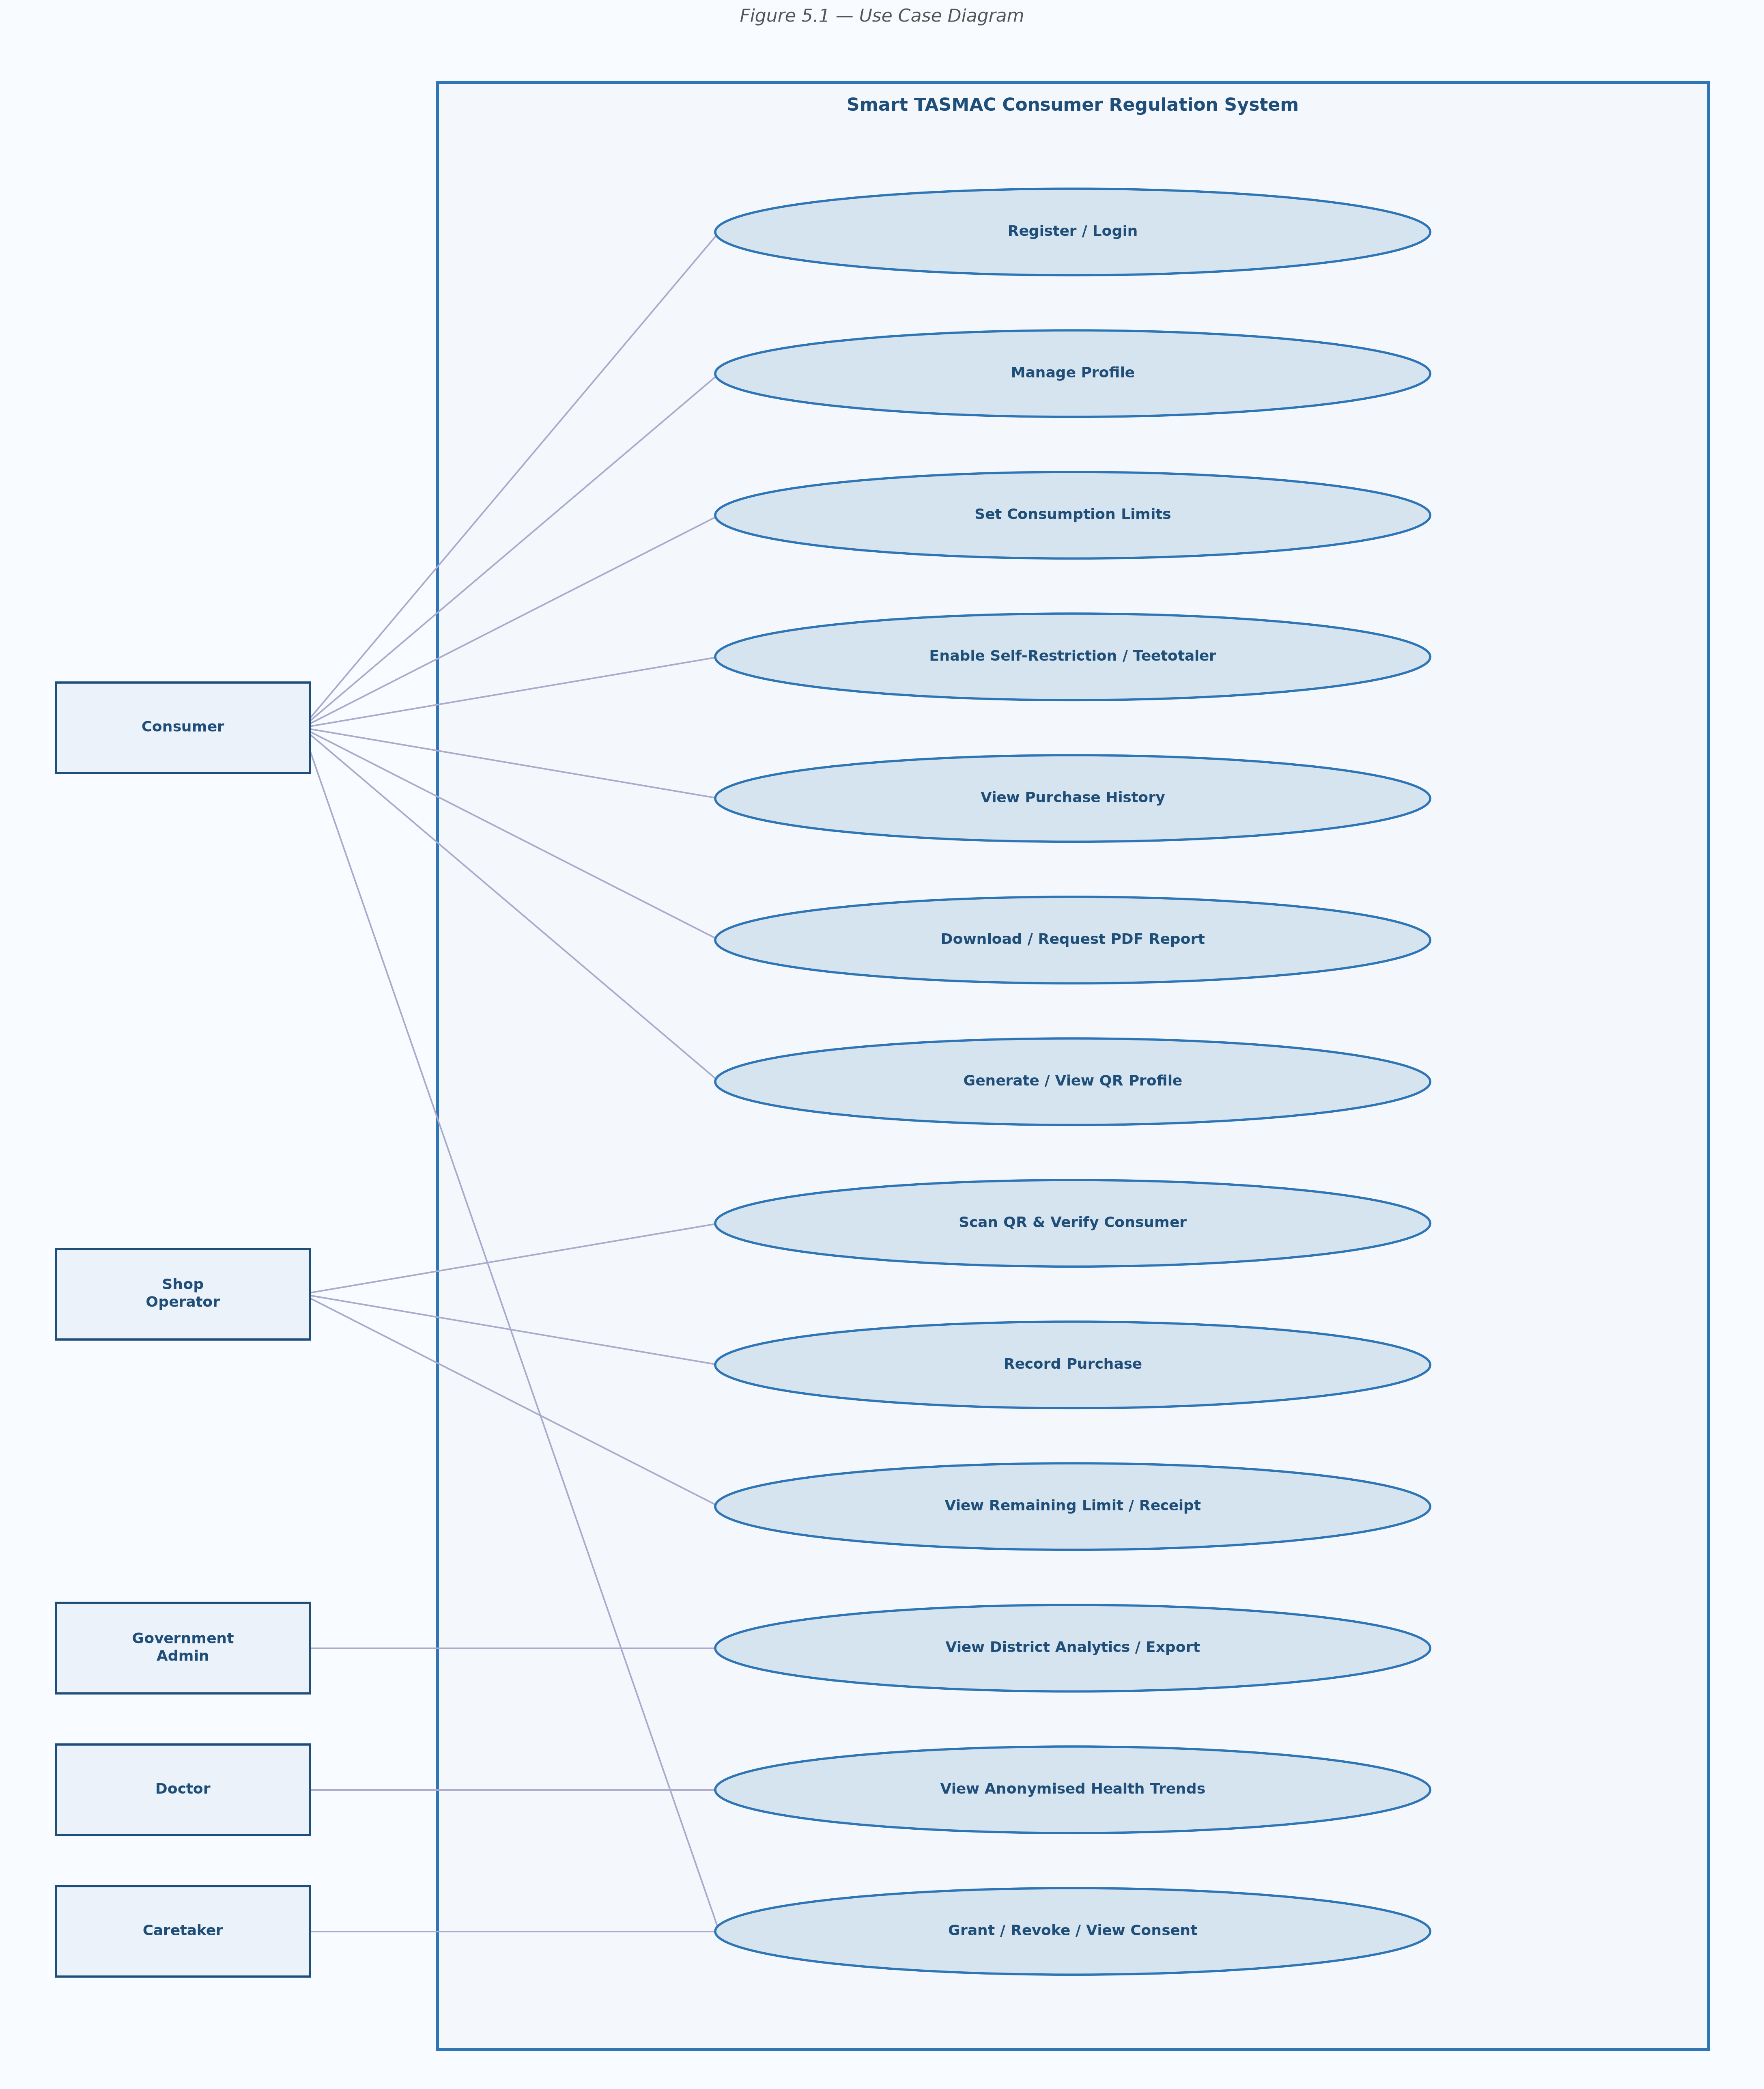 Figure 5.1 — Use Case Diagram
Smart TASMAC Consumer Regulation System
Register / Login
Manage Profile
Set Consumption Limits
Enable Self-Restriction / Teetotaler
Consumer
View Purchase History
Download / Request PDF Report
Generate / View QR Profile
Scan QR & Verify Consumer
Shop
Operator
Record Purchase
View Remaining Limit / Receipt
Government
Admin
View District Analytics / Export
Doctor
View Anonymised Health Trends
Caretaker
Grant / Revoke / View Consent